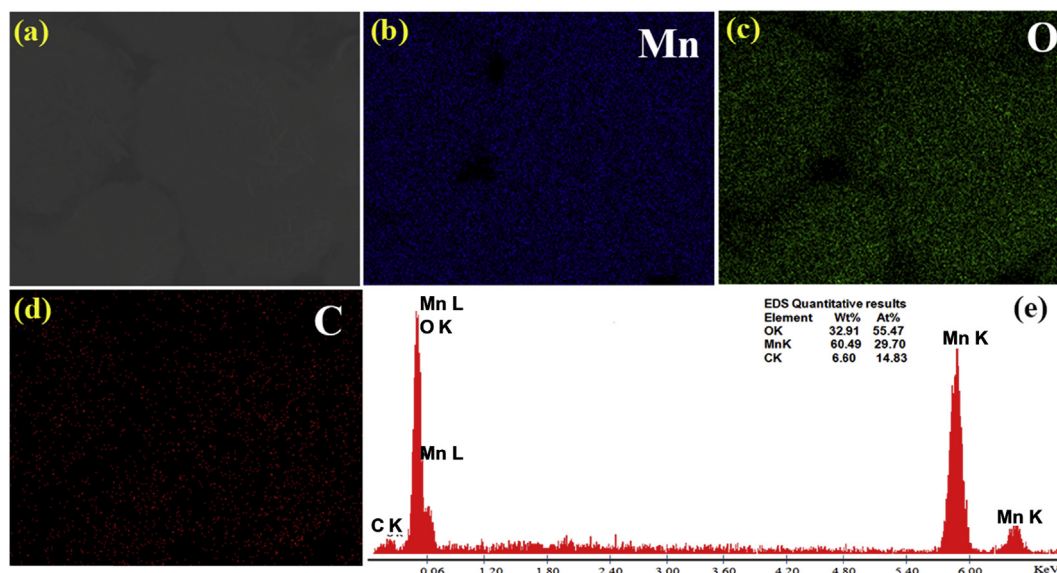 (a)
(b)
Mn
(c)
O
(d)
C
(e)
Mn L
O K
Mn L
C K
EDS Quantitative results
Element Wt% At%
OK 32.91 55.47
MnK 60.49 29.70
CK 6.60 14.83
Mn K
Mn K
0.06 1.20 1.80 2.40 3.00 3.60 4.20 4.80 5.40 6.00 KeV